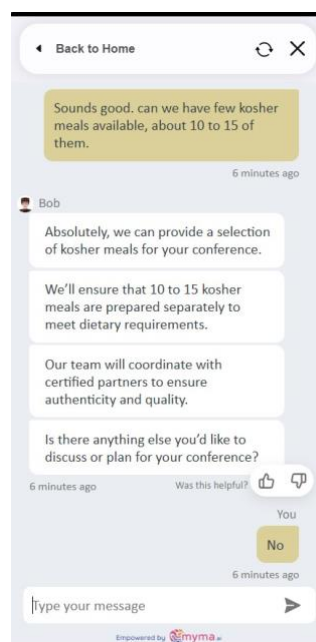 Back to Home
Sounds good. can we have few kosher
meals available, about 10 to 15 of
them.
6 minutes ago
Bob
Absolutely, we can provide a selection
of kosher meals for your conference.
We'll ensure that 10 to 15 kosher
meals are prepared separately to
meet dietary requirements.
Our team will coordinate with
certified partners to ensure
authenticity and quality.
Is there anything else you'd like to
discuss or plan for your conference?
6 minutes ago Was this helpful?
You
No
6 minutes ago
Type your message
Empowered by myma.ai